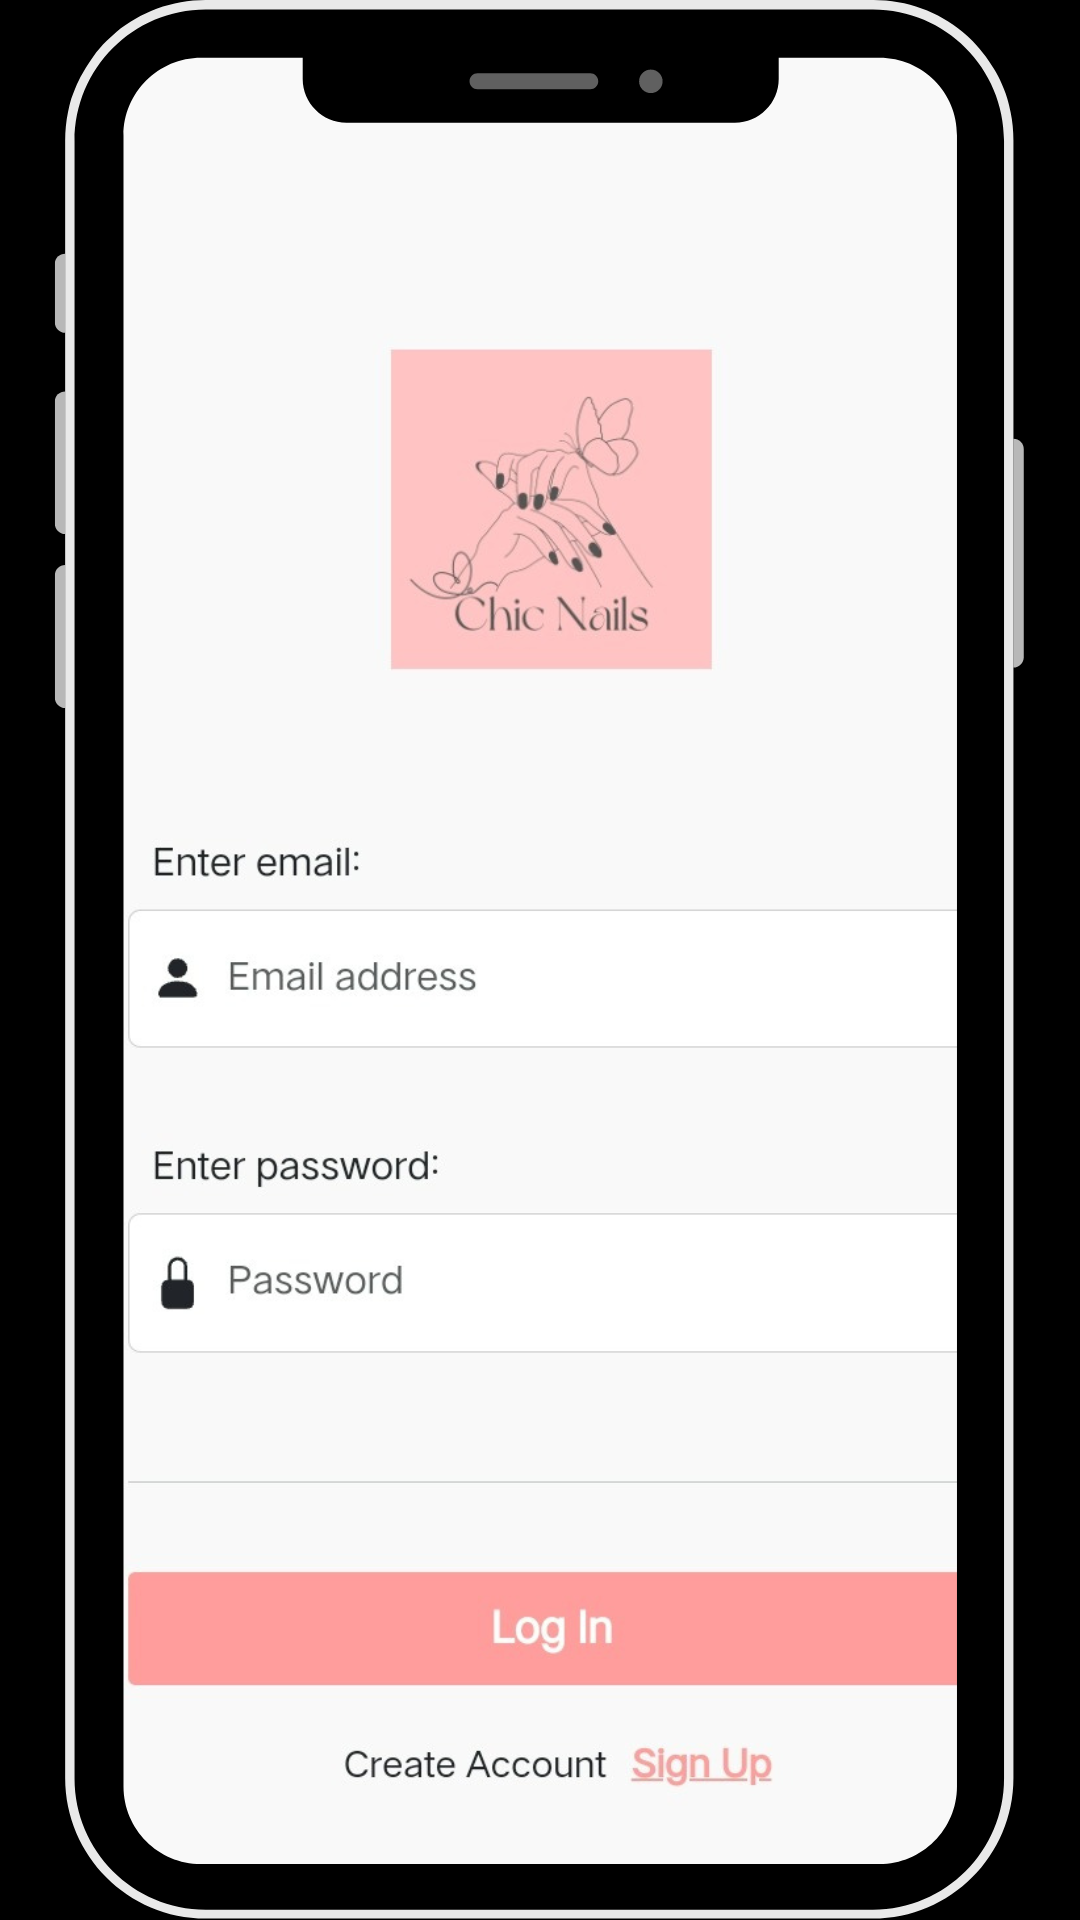 Chic Nails
Enter email:
Email address
Enter password:
Password
Log In
Create Account Sign Up